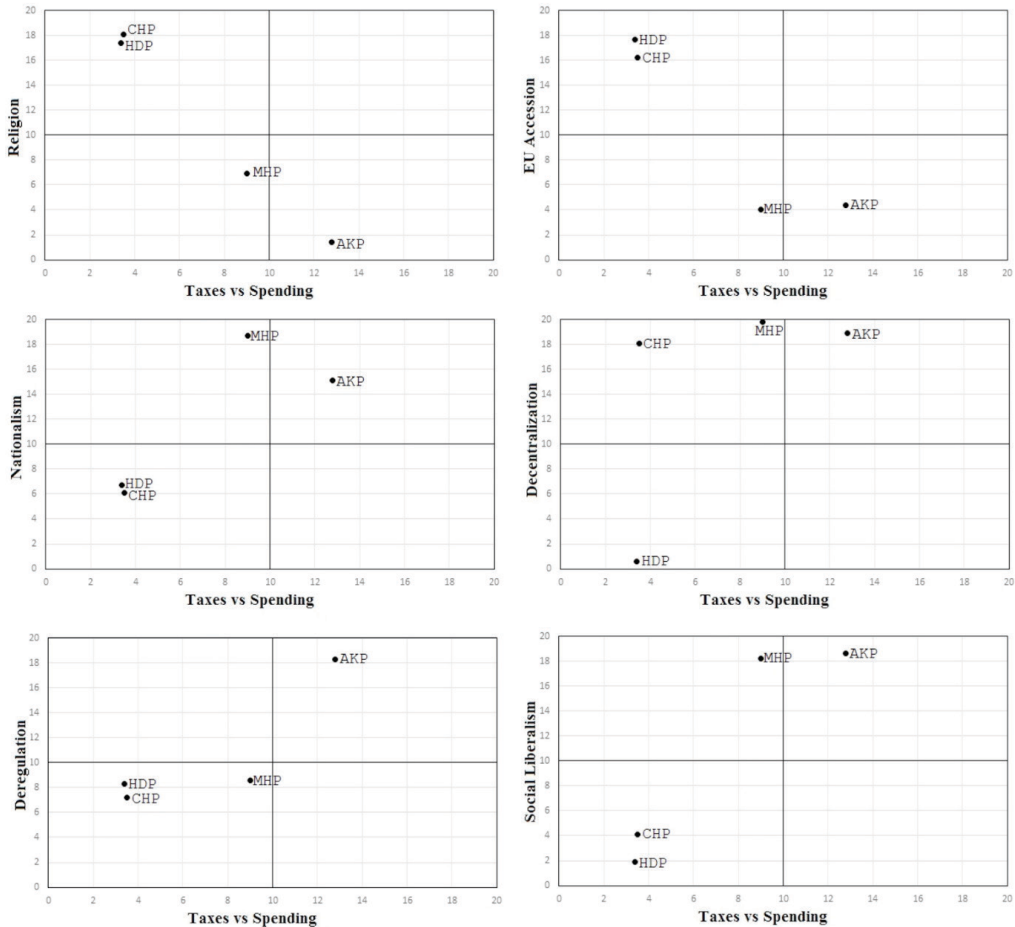 20
18
CHP
HDP
16
14
12
Religion
10
8
MHP
6
4
2
AKP
0
0 2 4 6 8 10 12 14 16 18 20
Taxes vs Spending
20
18
HDP
16
CHP
14
12
EU Accession
10
8
6
4
MHP
AKP
2
0
0 2 4 6 8 10 12 14 16 18 20
Taxes vs Spending
20
MHP
18
16
AKP
14
12
Nationalism
10
8
HDP
6
CHP
4
2
0
0 2 4 6 8 10 12 14 16 18 20
Taxes vs Spending
20
MHP
AKP
18
CHP
16
14
12
Decentralization
10
8
6
4
2
HDP
0
0 2 4 6 8 10 12 14 16 18 20
Taxes vs Spending
20
18
AKP
16
14
12
Deregulation
10
8
HDP
MHP
CHP
6
4
2
0
0 2 4 6 8 10 12 14 16 18 20
Taxes vs Spending
20
18
MHP
AKP
16
14
12
Social Liberalism
10
8
6
4
CHP
2
HDP
0
0 2 4 6 8 10 12 14 16 18 20
Taxes vs Spending